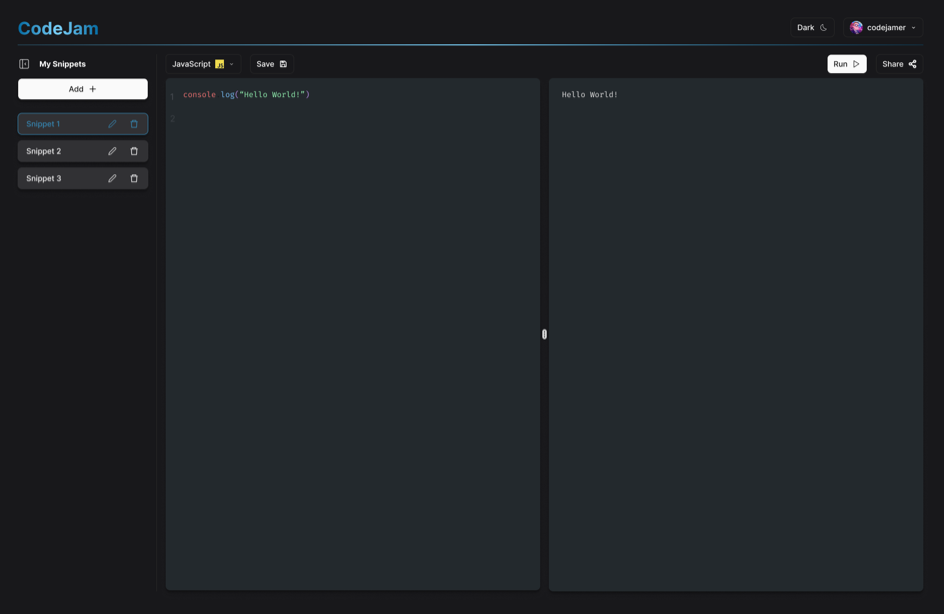 CodeJam
Dark
codejamer
My Snippets
JavaScript JS
Save
Run
Share
Add +
Snippet 1
Snippet 2
Snippet 3
1 console log("Hello World!")
2
Hello World!